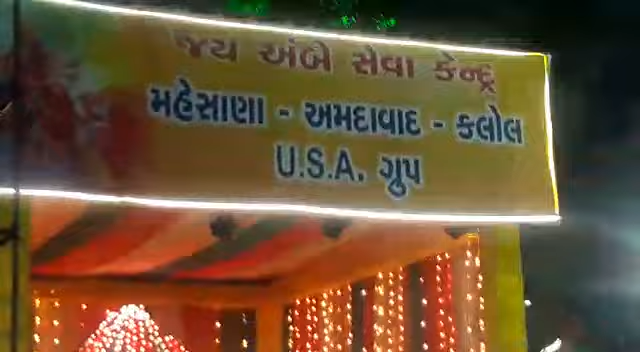 જય અંબે સેવા કેન્દ્ર
મહેસાણા - અમદાવાદ - કલોલ
U.S.A. ગ્રુપ